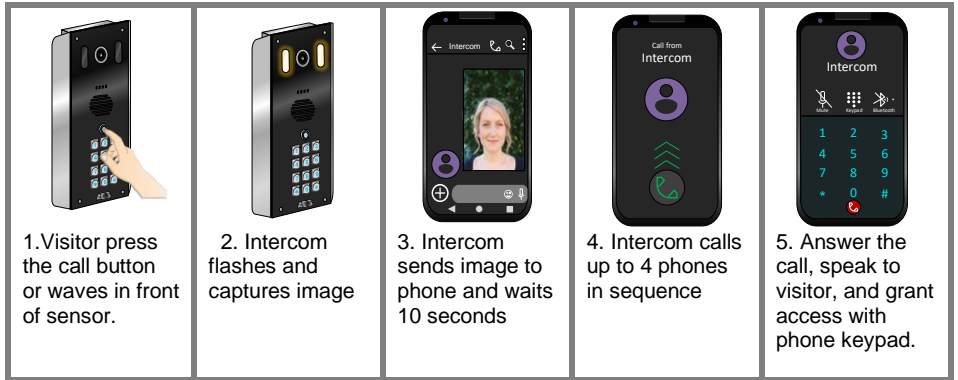 AES
1.Visitor press
the call button
or waves in front
of sensor.
AES
2. Intercom
flashes and
captures image
Intercom
3. Intercom
sends image to
phone and waits
10 seconds
Call from
Intercom
4. Intercom calls
up to 4 phones
in sequence
Intercom
Mute Keypad Bluetooth
1 2 3
4 5 6
7 8 9
* 0 #
5. Answer the
call, speak to
visitor, and grant
access with
phone keypad.